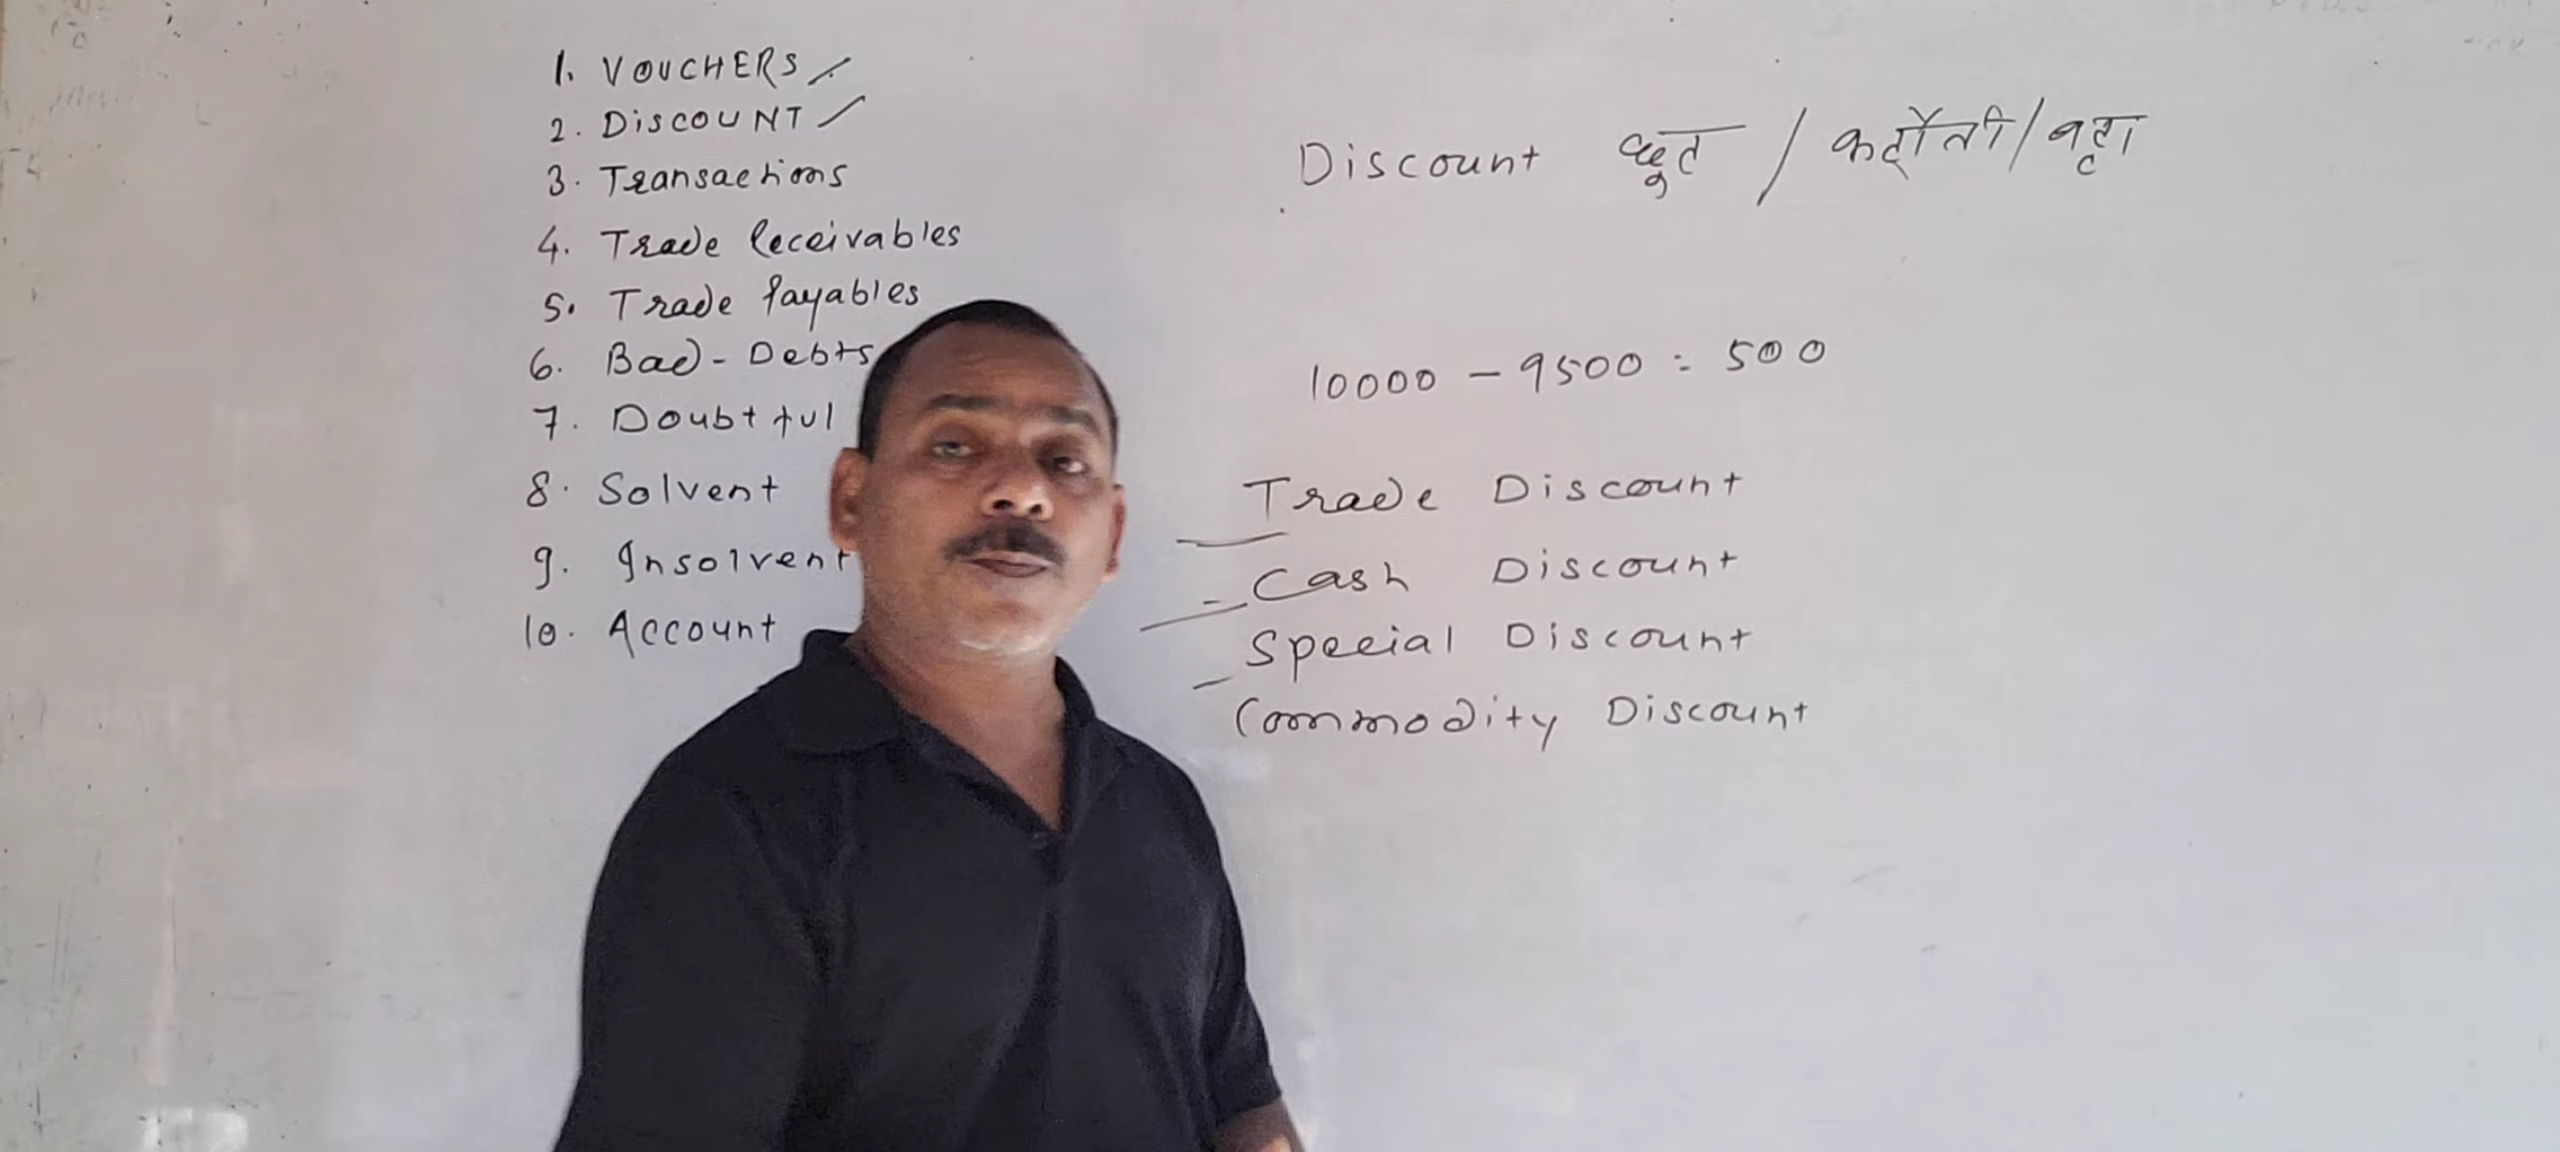 1. VOUCHERS
2. DISCOUNT
3. Transactions
4. Trade Receivables
5. Trade Payables
6. Bad - Debts
7. Doubtful
8. Solvent
9. Insolvent
10. Account
Discount छूट / कटौती / बट्टा
10000 - 9500 = 500
Trade Discount
Cash Discount
Special Discount
Commodity Discount